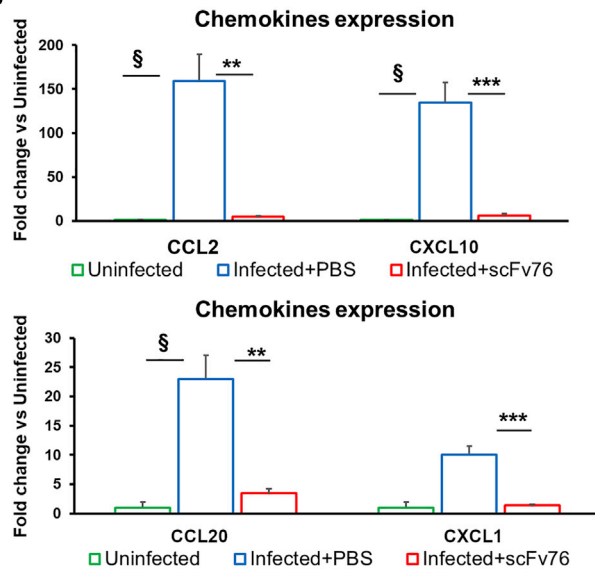 Chemokines expression
Fold change vs Uninfected
200
150
100
50
0
§
**
§
***
CCL2
CXCL10
Uninfected Infected+PBS Infected+scFv76
Chemokines expression
Fold change vs Uninfected
30
25
20
15
10
5
0
§
**
***
CCL20
CXCL1
Uninfected Infected+PBS Infected+scFv76